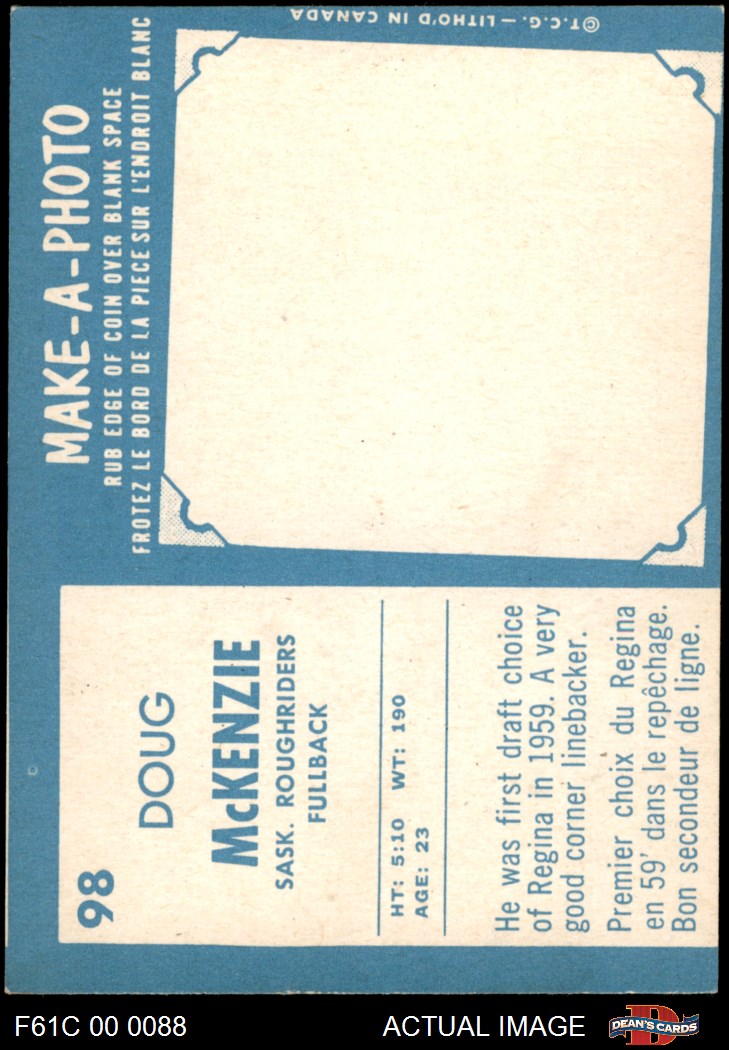 98
DOUG
McKENZIE
SASK. ROUGHRIDERS
FULLBACK
HT: 5:10 WT: 190
AGE: 23
He was first draft choice
of Regina in 1959. A very
good corner linebacker.
Premier choix du Regina
en 59' dans le repêchage.
Bon secondeur de ligne.
MAKE-A-PHOTO
RUB EDGE OF COIN OVER BLANK SPACE
FROTEZ LE BORD DE LA PIECE SUR L'ENDROIT BLANC
© T.C.G. — LITHO'D IN CANADA
F61C 00 0088
ACTUAL IMAGE
D
DEAN'S CARDS